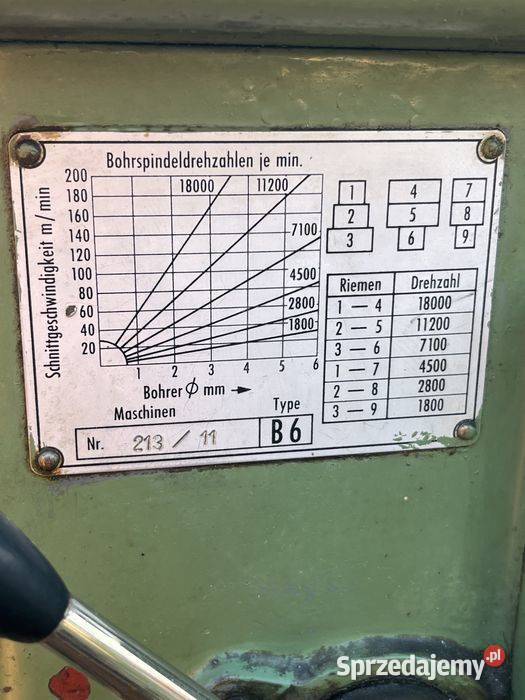 Bohrspindeldrehzahlen je min.
Schnittgeschwindigkeit m/min
200
180
160
140
120
100
80
60
40
20
18000
11200
7100
4500
2800
1800
1 2 3 4 5 6
Bohrer Ø mm →
1 4 7
2 5 8
3 6 9
Riemen Drehzahl
1 — 4 18000
2 — 5 11200
3 — 6 7100
1 — 7 4500
2 — 8 2800
3 — 9 1800
Maschinen Type
Nr. 213/11 B 6
Sprzedajemy.pl